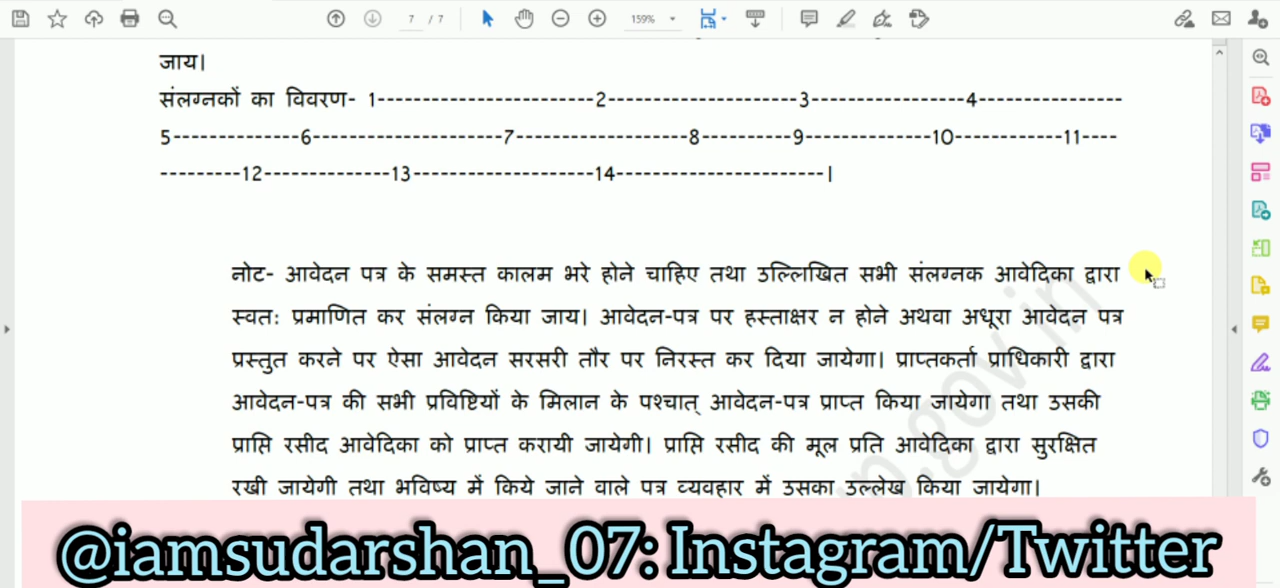 7 / 7
159%
जाय।
संलग्नकों का विवरण- 1------------------------2---------------------3-----------------4----------------
5--------------6---------------------7-------------------8----------9--------------10------------11----
---------12--------------13--------------------14-----------------------।
नोट- आवेदन पत्र के समस्त कालम भरे होने चाहिए तथा उल्लिखित सभी संलग्नक आवेदिका द्वारा
स्वतः प्रमाणित कर संलग्न किया जाय। आवेदन-पत्र पर हस्ताक्षर न होने अथवा अधूरा आवेदन पत्र
प्रस्तुत करने पर ऐसा आवेदन सरसरी तौर पर निरस्त कर दिया जायेगा। प्राप्तकर्ता प्राधिकारी द्वारा
आवेदन-पत्र की सभी प्रविष्टियों के मिलान के पश्चात् आवेदन-पत्र प्राप्त किया जायेगा तथा उसकी
प्राप्ति रसीद आवेदिका को प्राप्त करायी जायेगी। प्राप्ति रसीद की मूल प्रति आवेदिका द्वारा सुरक्षित
रखी जायेगी तथा भविष्य में किये जाने वाले पत्र व्यवहार में उसका उल्लेख किया जायेगा।
@iamsudarshan_07: Instagram/Twitter